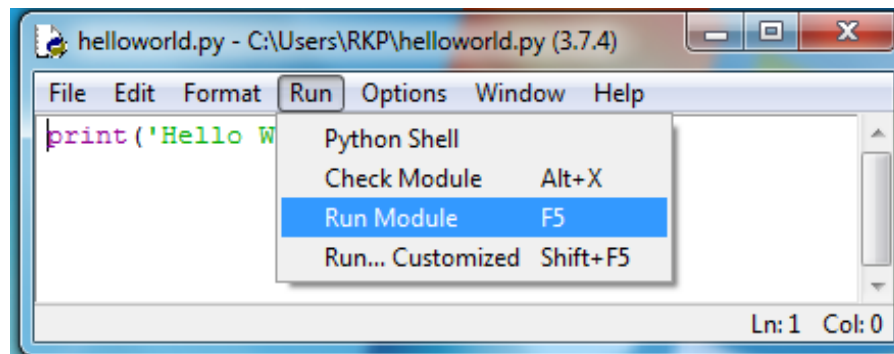 helloworld.py - C:\Users\RKP\helloworld.py (3.7.4)
File Edit Format Run Options Window Help
print('Hello W
Python Shell
Check Module Alt+X
Run Module F5
Run... Customized Shift+F5
Ln: 1 Col: 0